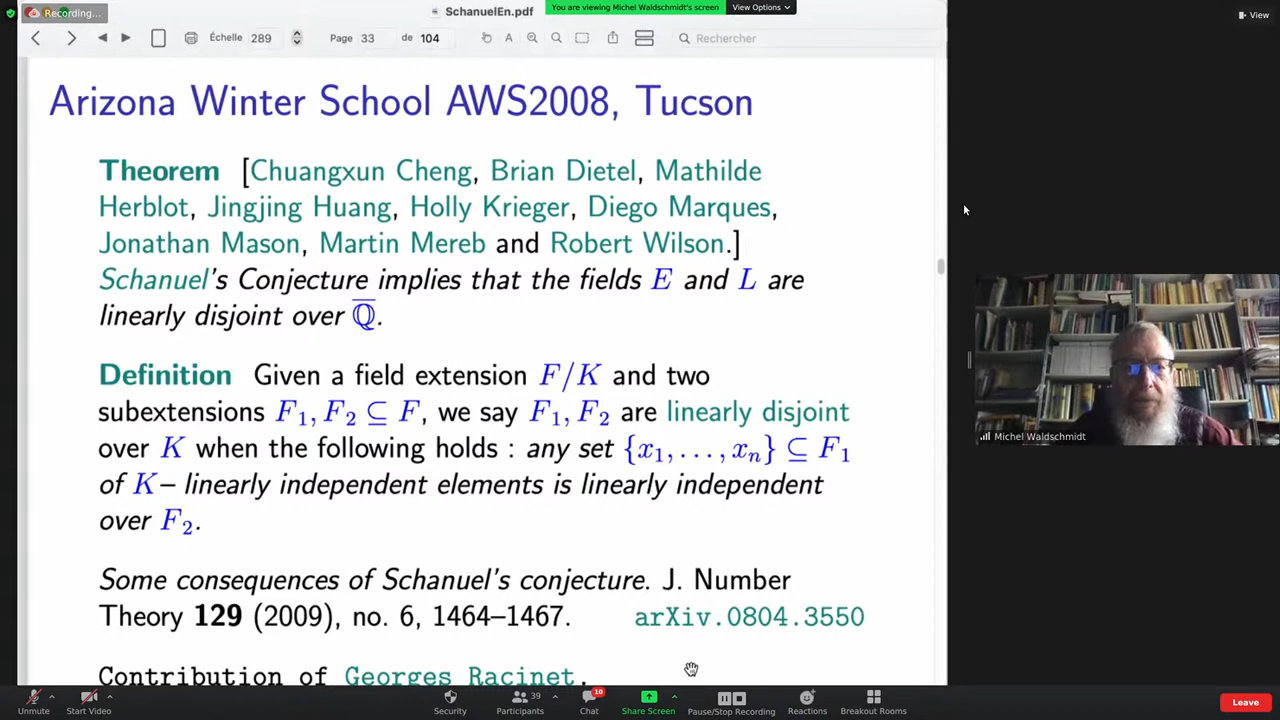 Recording...
SchanuelEn.pdf
You are viewing Michel Waldschmidt's screen
View Options
View
Échelle 289
Page 33 de 104
Rechercher
Arizona Winter School AWS2008, Tucson
Theorem [Chuangxun Cheng, Brian Dietel, Mathilde
Herblot, Jingjing Huang, Holly Krieger, Diego Marques,
Jonathan Mason, Martin Mereb and Robert Wilson.]
Schanuel's Conjecture implies that the fields E and L are
linearly disjoint over Q̅.
Definition Given a field extension F/K and two
subextensions F₁, F₂ ⊆ F, we say F₁, F₂ are linearly disjoint
over K when the following holds : any set {x₁, . . . , xₙ} ⊆ F₁
of K– linearly independent elements is linearly independent
over F₂.
Some consequences of Schanuel's conjecture. J. Number
Theory 129 (2009), no. 6, 1464–1467. arXiv.0804.3550
Contribution of Georges Racinet.
Michel Waldschmidt
Unmute
Start Video
Security
39
Participants
10
Chat
Share Screen
Pause/Stop Recording
Reactions
Breakout Rooms
Leave